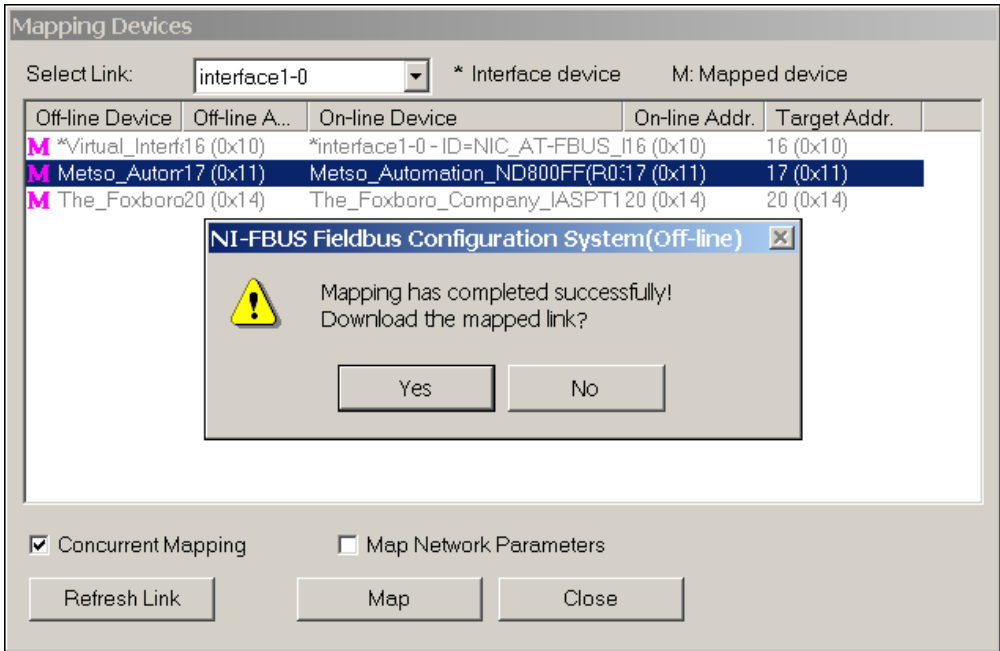 Mapping Devices
Select Link: interface1-0 * Interface device M: Mapped device
Off-line Device Off-line A... On-line Device On-line Addr. Target Addr.
M *Virtual_Interf 16 (0x10) *interface1-0 - ID=NIC_AT-FBUS_I 16 (0x10) 16 (0x10)
M Metso_Autom 17 (0x11) Metso_Automation_ND800FF(R03 17 (0x11) 17 (0x11)
M The_Foxboro 20 (0x14) The_Foxboro_Company_IASPT1 20 (0x14) 20 (0x14)
NI-FBUS Fieldbus Configuration System(Off-line)
Mapping has completed successfully!
Download the mapped link?
Yes No
Concurrent Mapping Map Network Parameters
Refresh Link Map Close